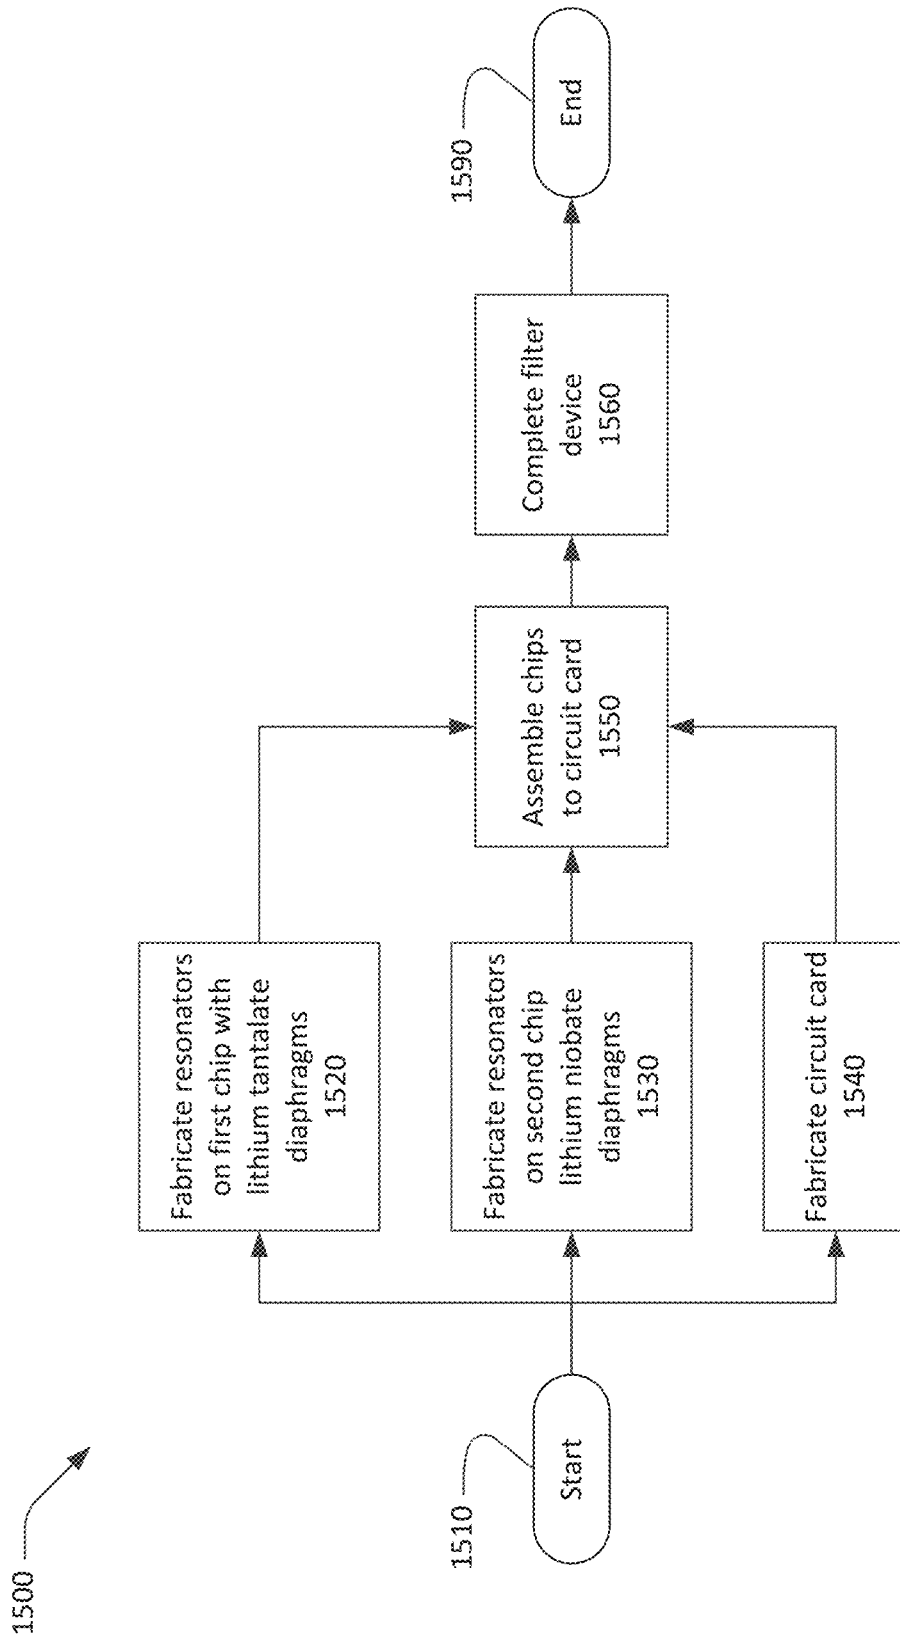 1500
1510
Start
Fabricate resonators
on first chip with
lithium tantalate
diaphragms
1520
Fabricate resonators
on second chip
lithium niobate
diaphragms
1530
Fabricate circuit card
1540
Assemble chips
to circuit card
1550
Complete filter
device
1560
1590
End